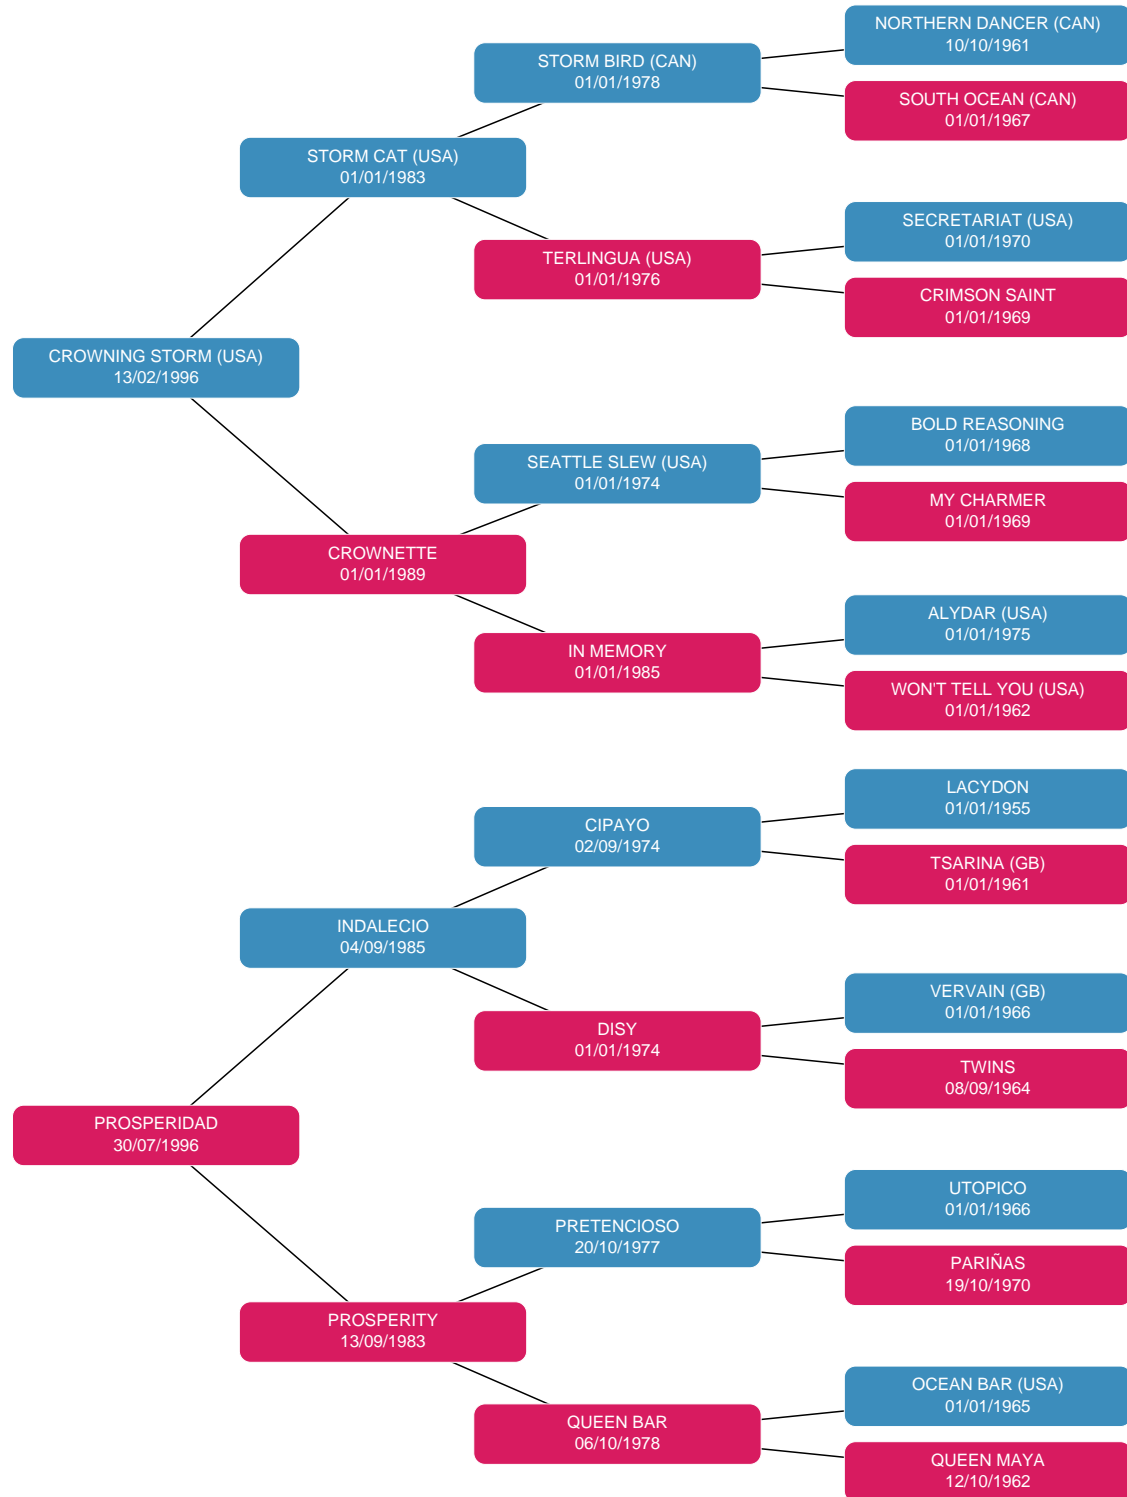 NORTHERN DANCER (CAN)
10/10/1961
STORM BIRD (CAN)
01/01/1978
SOUTH OCEAN (CAN)
01/01/1967
STORM CAT (USA)
01/01/1983
SECRETARIAT (USA)
01/01/1970
TERLINGUA (USA)
01/01/1976
CRIMSON SAINT
01/01/1969
CROWNING STORM (USA)
13/02/1996
BOLD REASONING
01/01/1968
SEATTLE SLEW (USA)
01/01/1974
MY CHARMER
01/01/1969
CROWNETTE
01/01/1989
ALYDAR (USA)
01/01/1975
IN MEMORY
01/01/1985
WON'T TELL YOU (USA)
01/01/1962
LACYDON
01/01/1955
CIPAYO
02/09/1974
TSARINA (GB)
01/01/1961
INDALECIO
04/09/1985
VERVAIN (GB)
01/01/1966
DISY
01/01/1974
TWINS
08/09/1964
PROSPERIDAD
30/07/1996
UTOPICO
01/01/1966
PRETENCIOSO
20/10/1977
PARIÑAS
19/10/1970
PROSPERITY
13/09/1983
OCEAN BAR (USA)
01/01/1965
QUEEN BAR
06/10/1978
QUEEN MAYA
12/10/1962